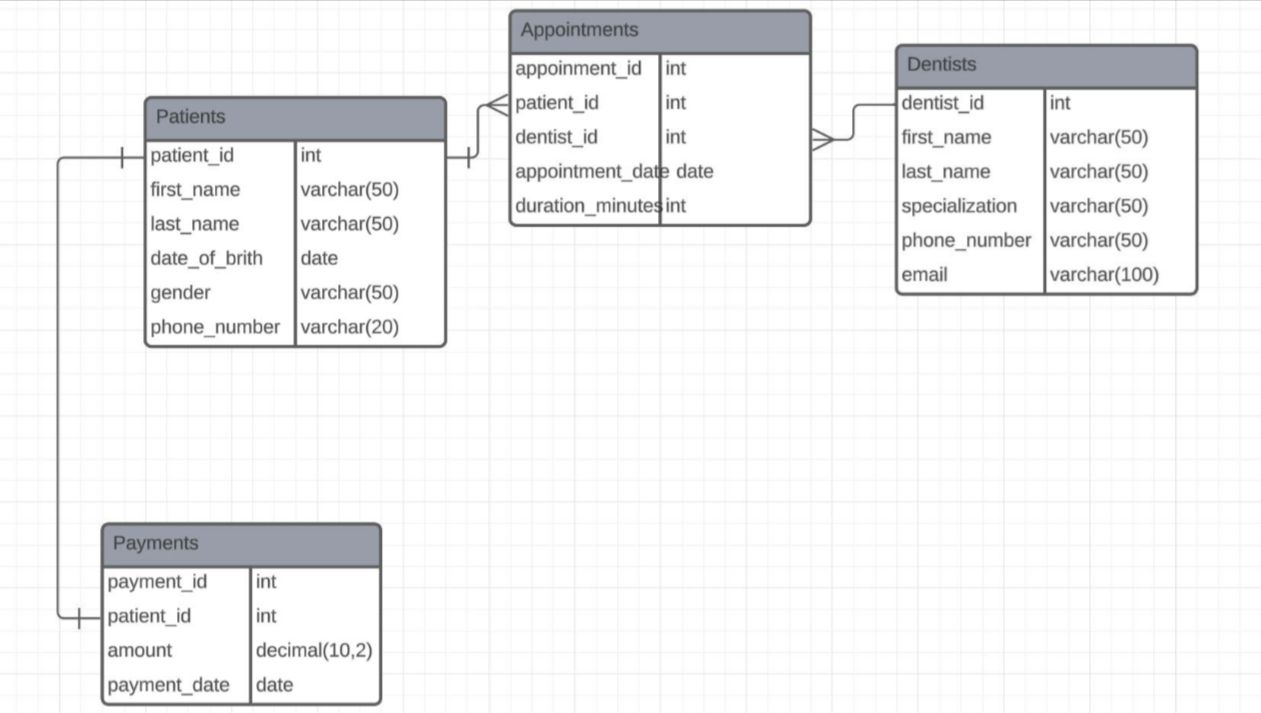 Patients
patient_id int
first_name varchar(50)
last_name varchar(50)
date_of_brith date
gender varchar(50)
phone_number varchar(20)
Appointments
appoinment_id int
patient_id int
dentist_id int
appointment_date date
duration_minutes int
Dentists
dentist_id int
first_name varchar(50)
last_name varchar(50)
specialization varchar(50)
phone_number varchar(50)
email varchar(100)
Payments
payment_id int
patient_id int
amount decimal(10,2)
payment_date date